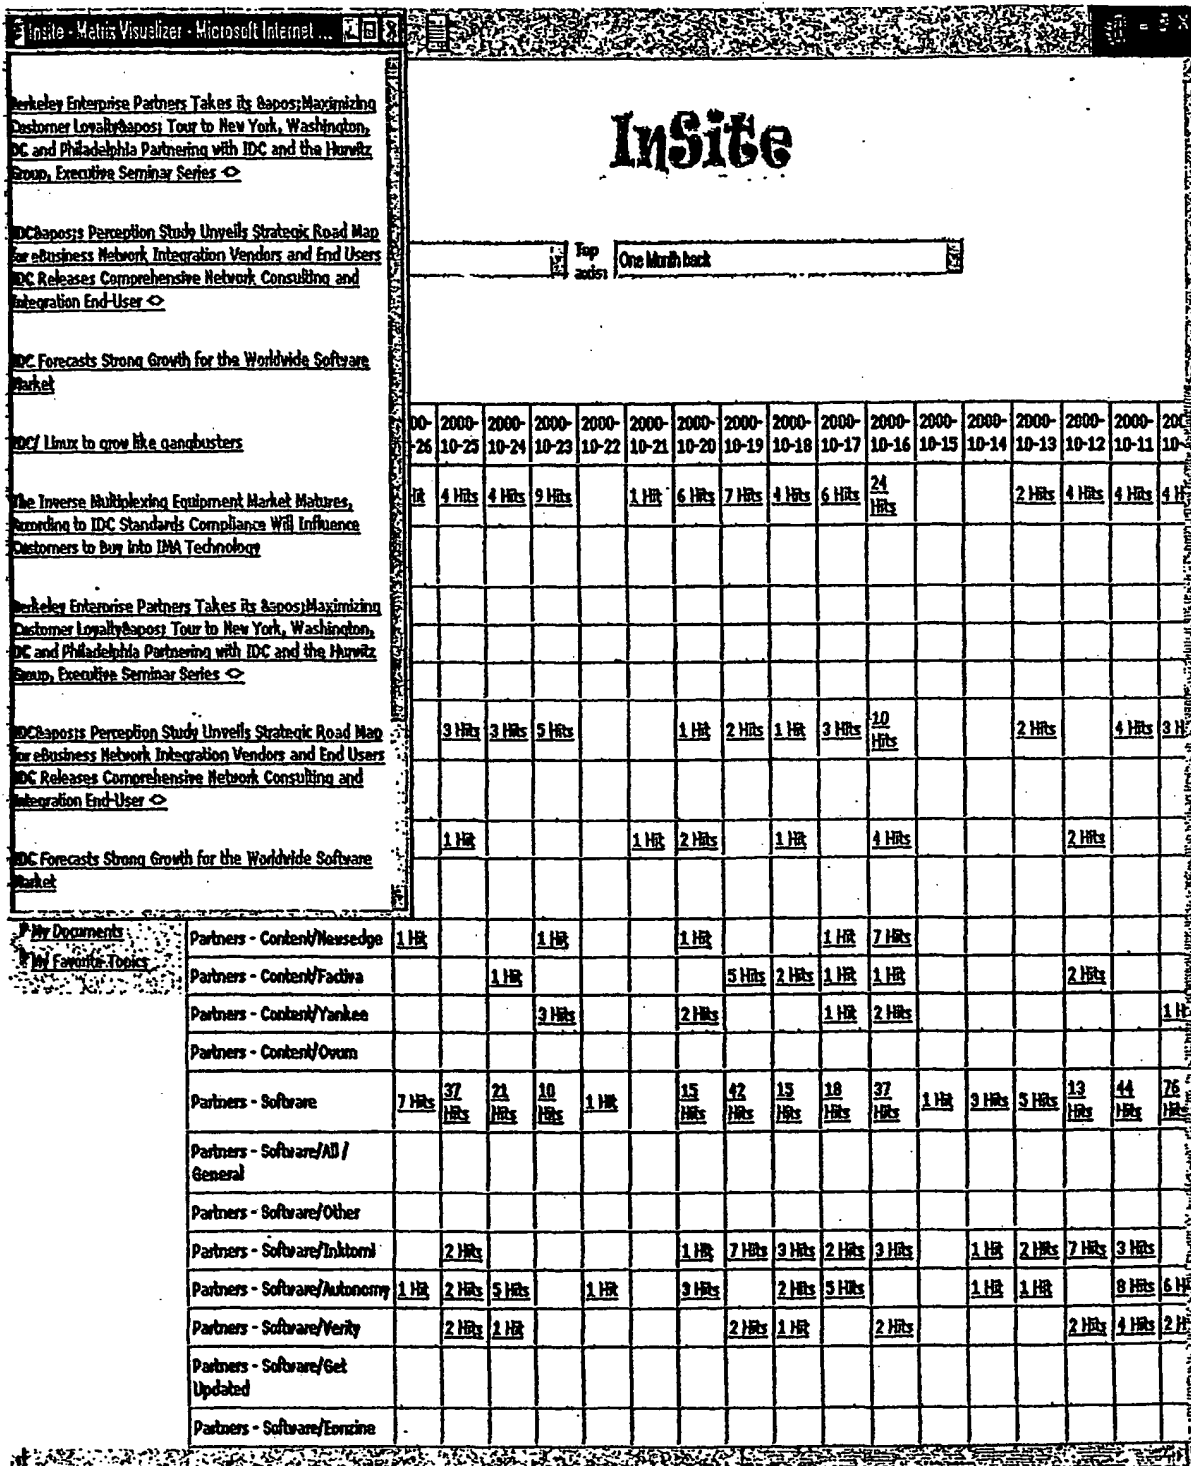 Insite - Matrix Visualizer - Microsoft Internet ...
Berkeley Enterprise Partners Takes its &apos;Maximizing
Customer Loyalty&apos; Tour to New York, Washington,
DC and Philadelphia Partnering with IDC and the Hurwitz
Group, Executive Seminar Series <>
IDC&apos;s Perception Study Unveils Strategic Road Map
for eBusiness Network Integration Vendors and End Users
IDC Releases Comprehensive Network Consulting and
Integration End-User <>
IDC Forecasts Strong Growth for the Worldwide Software
Market
IDC/ Linux to grow like gangbusters
The Inverse Multiplexing Equipment Market Matures,
According to IDC Standards Compliance Will Influence
Customers to Buy into IMA Technology
Berkeley Enterprise Partners Takes its &apos;Maximizing
Customer Loyalty&apos; Tour to New York, Washington,
DC and Philadelphia Partnering with IDC and the Hurwitz
Group, Executive Seminar Series <>
IDC&apos;s Perception Study Unveils Strategic Road Map
for eBusiness Network Integration Vendors and End Users
IDC Releases Comprehensive Network Consulting and
Integration End-User <>
IDC Forecasts Strong Growth for the Worldwide Software
Market
My Documents
My Favorite Topics
InSite
Top
axis:
One Month back
00- 2000- 2000- 2000- 2000- 2000- 2000- 2000- 2000- 2000- 2000- 2000- 2000- 2000- 2000- 2000- 200
-26 10-25 10-24 10-23 10-22 10-21 10-20 10-19 10-18 10-17 10-16 10-15 10-14 10-13 10-12 10-11 10-
Hit 4 Hits 4 Hits 9 Hits 1 Hit 6 Hits 7 Hits 4 Hits 6 Hits 24 Hits 2 Hits 4 Hits 4 Hits 4 H
3 Hits 3 Hits 5 Hits 1 Hit 2 Hits 1 Hit 3 Hits 10 Hits 2 Hits 4 Hits 3 H
1 Hit 1 Hit 2 Hits 1 Hit 4 Hits 2 Hits
Partners - Content/Newsedge 1 Hit 1 Hit 1 Hit 1 Hit 7 Hits
Partners - Content/Factiva 1 Hit 5 Hits 2 Hits 1 Hit 1 Hit 2 Hits
Partners - Content/Yankee 3 Hits 2 Hits 1 Hit 2 Hits 1 H
Partners - Content/Ovum
Partners - Software 7 Hits 37 Hits 21 Hits 10 Hits 1 Hit 15 Hits 42 Hits 15 Hits 18 Hits 37 Hits 1 Hit 3 Hits 5 Hits 13 Hits 44 Hits 76 Hits
Partners - Software/All /
General
Partners - Software/Other
Partners - Software/Inktomi 2 Hits 1 Hit 7 Hits 3 Hits 2 Hits 3 Hits 1 Hit 2 Hits 7 Hits 3 Hits
Partners - Software/Autonomy 1 Hit 2 Hits 5 Hits 1 Hit 3 Hits 2 Hits 5 Hits 1 Hit 1 Hit 8 Hits 6 H
Partners - Software/Verity 2 Hits 1 Hit 2 Hits 1 Hit 2 Hits 2 Hits 4 Hits 2 H
Partners - Software/Get
Updated
Partners - Software/Eonzine